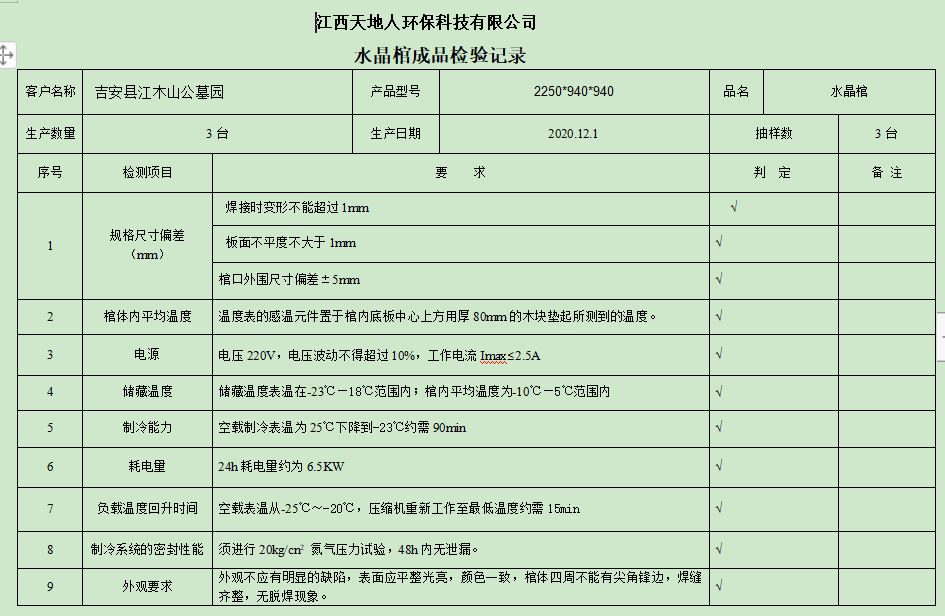 江西天地人环保科技有限公司
水晶棺成品检验记录
客户名称 吉安县江木山公墓园 产品型号 2250*940*940 品名 水晶棺
生产数量 3 台 生产日期 2020.12.1 抽样数 3 台
序号 检测项目 要 求 判 定 备 注
1 规格尺寸偏差
（mm）
焊接时变形不能超过 1mm √
板面不平度不大于 1mm √
棺口外围尺寸偏差±5mm √
2 棺体内平均温度 温度表的感温元件置于棺内底板中心上方用厚 80mm 的木块垫起所测到的温度。 √
3 电源 电压 220V，电压波动不得超过 10%，工作电流 Imax≤2.5A √
4 储藏温度 储藏温度表温在-23℃－18℃范围内；棺内平均温度为-10℃－5℃范围内 √
5 制冷能力 空载制冷表温为 25℃下降到-23℃约需 90min √
6 耗电量 24h 耗电量约为 6.5KW √
7 负载温度回升时间 空载表温从-25℃～-20℃，压缩机重新工作至最低温度约需 15min √
8 制冷系统的密封性能 须进行 20kg/cn² 氮气压力试验，48h 内无泄漏。 √
9 外观要求 外观不应有明显的缺陷，表面应平整光亮，颜色一致，棺体四周不能有尖角锋边，焊缝
齐整，无脱焊现象。 √